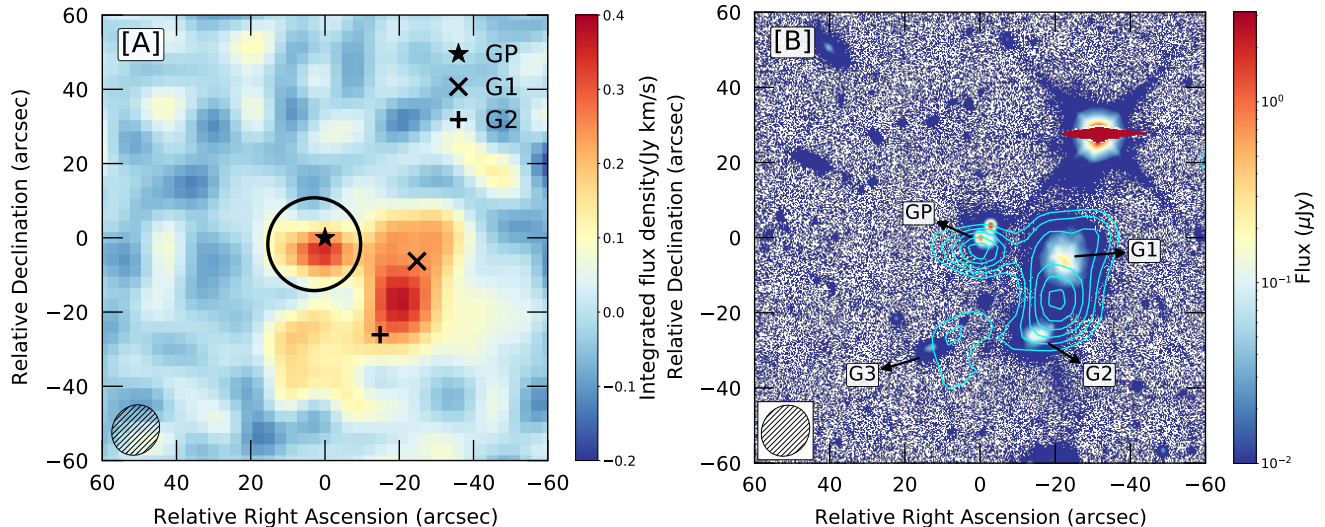 [A]
GP
G1
G2
60
40
20
0
−20
−40
−60
60 40 20 0 −20 −40 −60
Relative Declination (arcsec)
Relative Right Ascension (arcsec)
0.4
0.3
0.2
0.1
0.0
−0.1
−0.2
Integrated flux density(Jy km/s)
[B]
GP
G1
G2
G3
60
40
20
0
−20
−40
−60
60 40 20 0 −20 −40 −60
Relative Declination (arcsec)
Relative Right Ascension (arcsec)
10⁰
10⁻¹
10⁻²
Flux (μJy)